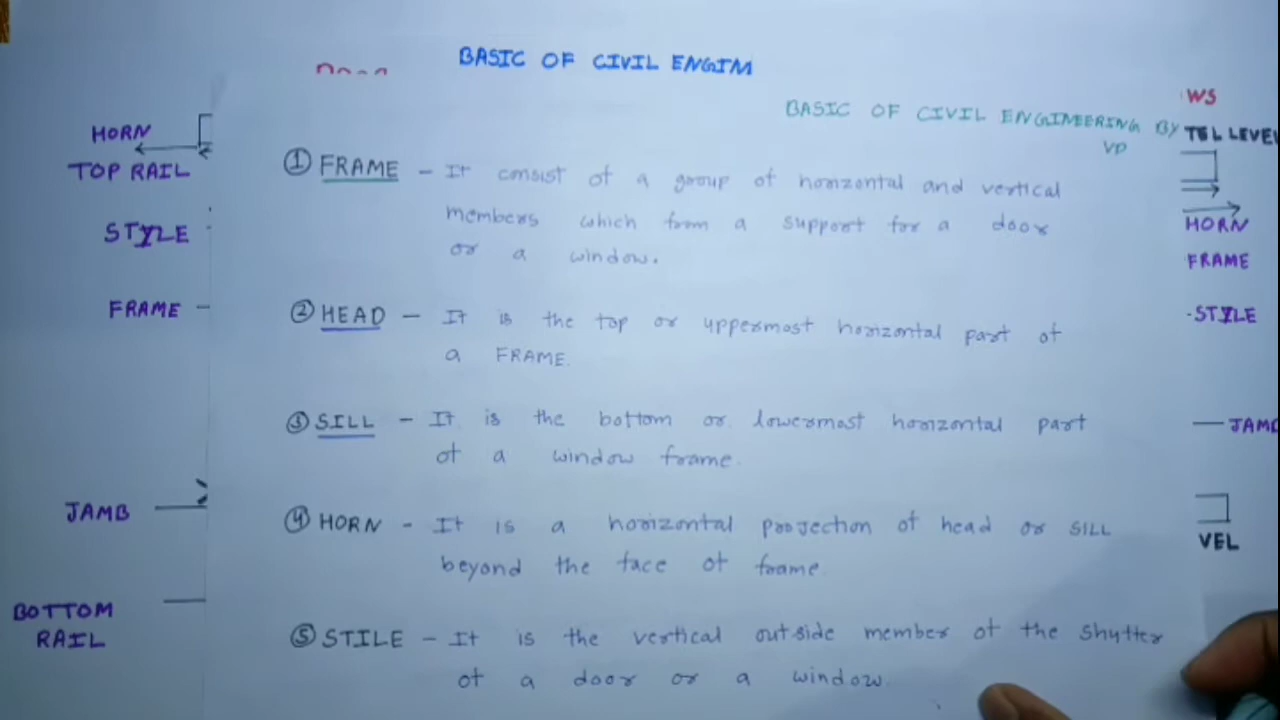 BASIC OF CIVIL ENGIM
BASIC OF CIVIL ENGINEERING BY
VD
WS
HORN
TOP RAIL
STYLE
FRAME
JAMB
BOTTOM
RAIL
① FRAME - It consist of a group of horizontal and vertical
members which from a support for a door
or a window.
② HEAD - It is the top or uppermost horizontal part of
a FRAME.
③ SILL - It is the bottom or lowermost horizontal part
of a window frame.
④ HORN - It is a horizontal projection of head or SILL
beyond the face of frame.
⑤ STILE - It is the vertical outside member of the shutter
of a door or a window.
LEVEL
HORN
FRAME
STYLE
JAMB
VEL